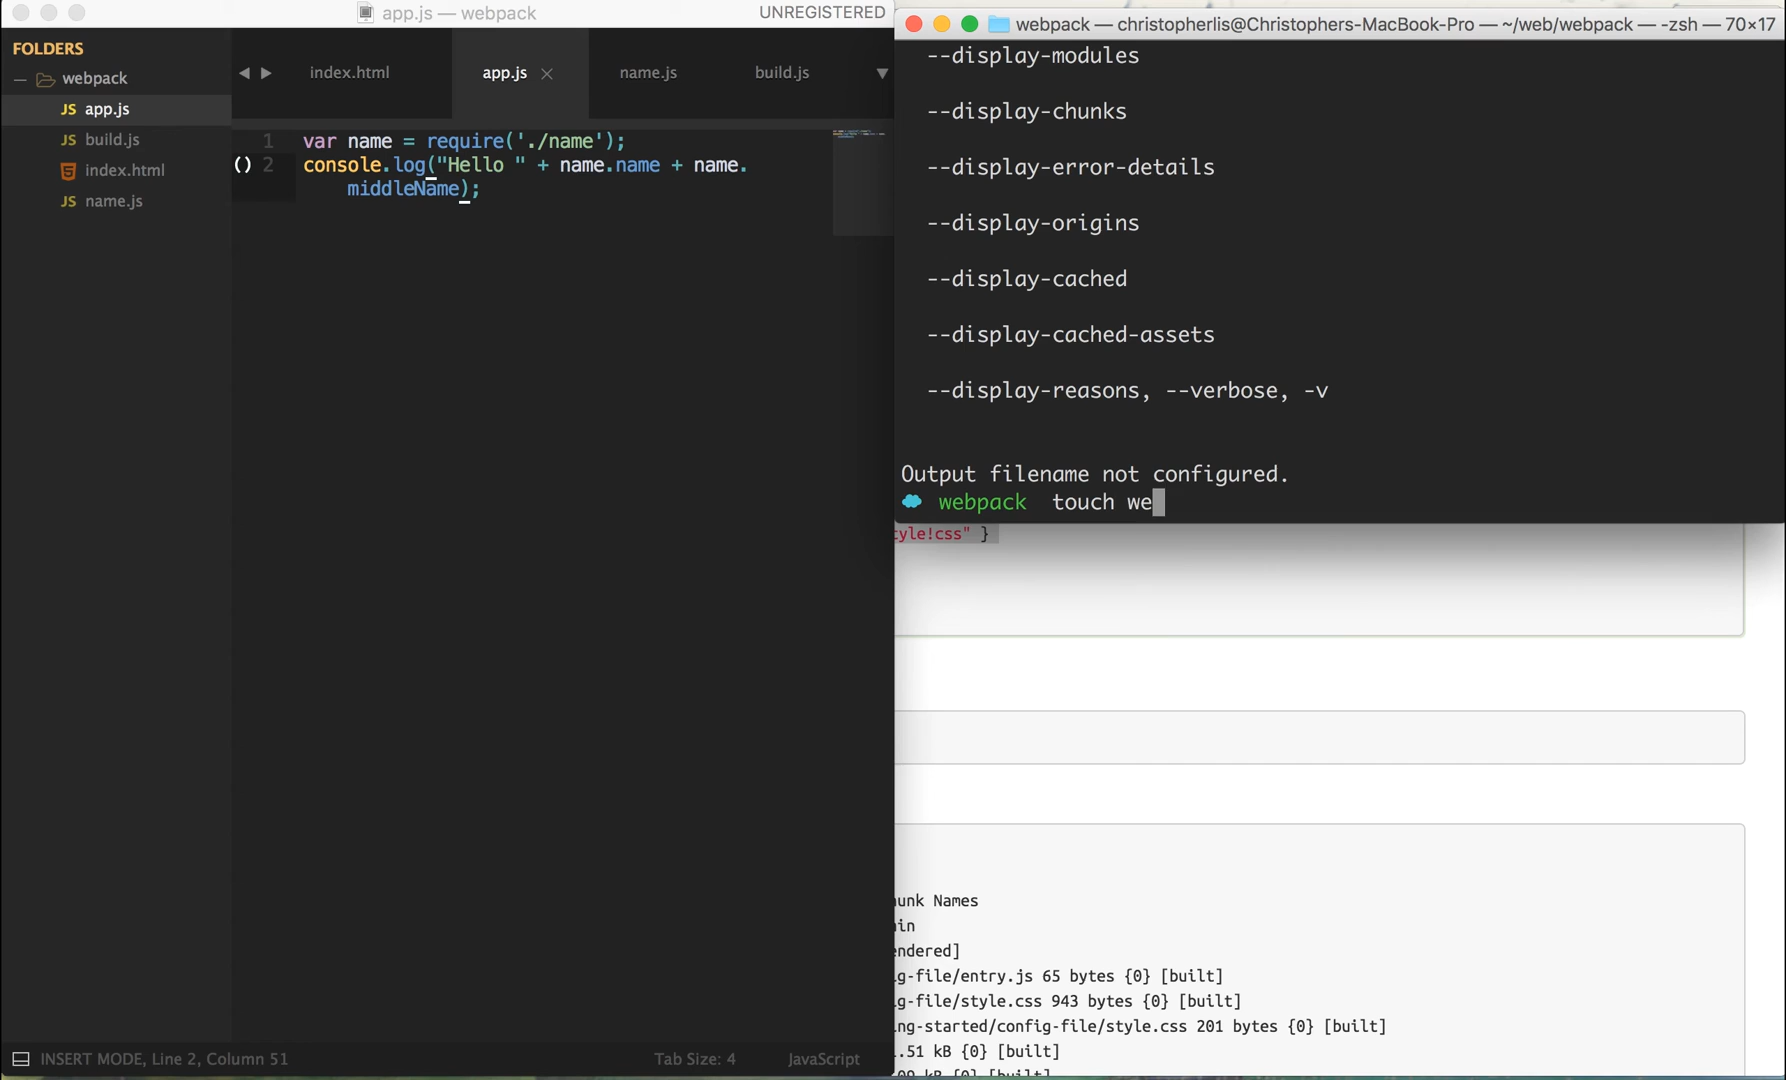 app.js — webpack
UNREGISTERED
FOLDERS
webpack
app.js
build.js
index.html
name.js
index.html
app.js
name.js
build.js
1 var name = require('./name');
() 2 console.log("Hello " + name.name + name.
middleName);
INSERT MODE, Line 2, Column 51
Tab Size: 4
JavaScript
webpack — christopherlis@Christophers-MacBook-Pro — ~/web/webpack — -zsh — 70×17
--display-modules
--display-chunks
--display-error-details
--display-origins
--display-cached
--display-cached-assets
--display-reasons, --verbose, -v
Output filename not configured.
webpack touch we
tyle!css" }
unk Names
in
endered]
g-file/entry.js 65 bytes {0} [built]
g-file/style.css 943 bytes {0} [built]
ng-started/config-file/style.css 201 bytes {0} [built]
.51 kB {0} [built]